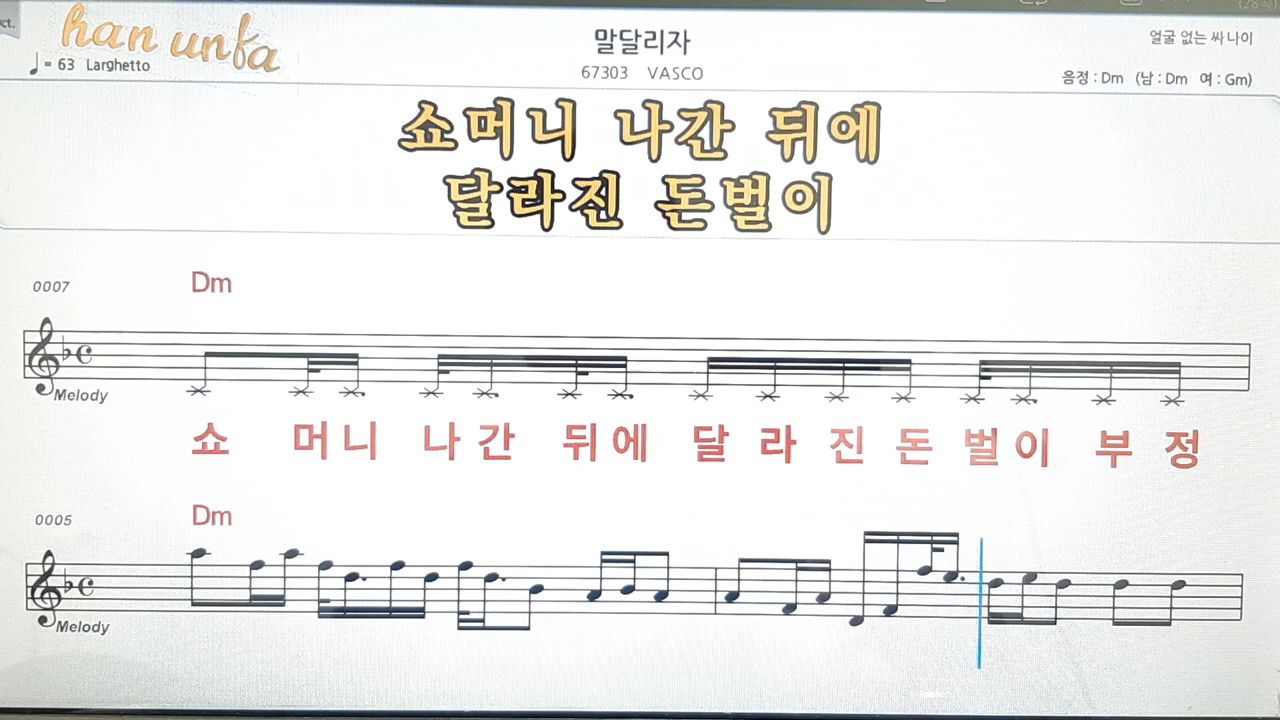 ct.
han unfa
♩= 63 Larghetto
말달리자
67303 VASCO
얼굴 없는 싸나이
음정 : Dm (남 : Dm 여 : Gm)
쇼머니 나간 뒤에
달라진 돈벌이
0007
Dm
Melody
쇼 머니 나간 뒤에 달 라 진 돈 벌이 부 정
0005
Dm
Melody